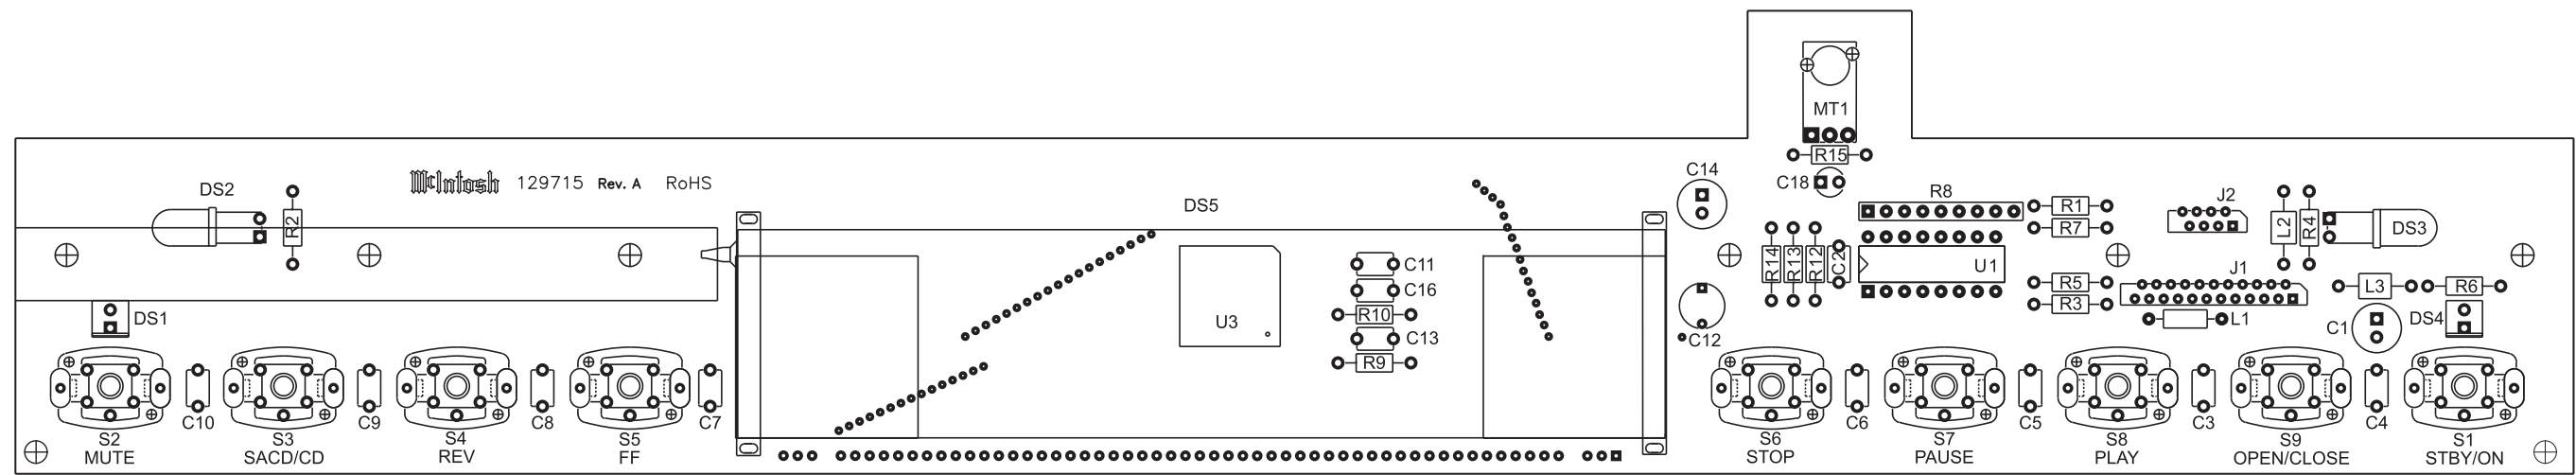 MT1
R15
C14
C18
DS2
R2
McIntosh 129715 Rev. A RoHS
DS5
R8
R1
R7
J2
L2
R4
DS3
R14
R13
R12
C2
U1
C11
C16
R10
C13
R9
U3
J1
R5
R3
L1
L3
R6
C1
DS4
C12
DS1
C10
C9
C8
C7
C6
C5
C3
C4
S2
MUTE
S3
SACD/CD
S4
REV
S5
FF
S6
STOP
S7
PAUSE
S8
PLAY
S9
OPEN/CLOSE
S1
STBY/ON